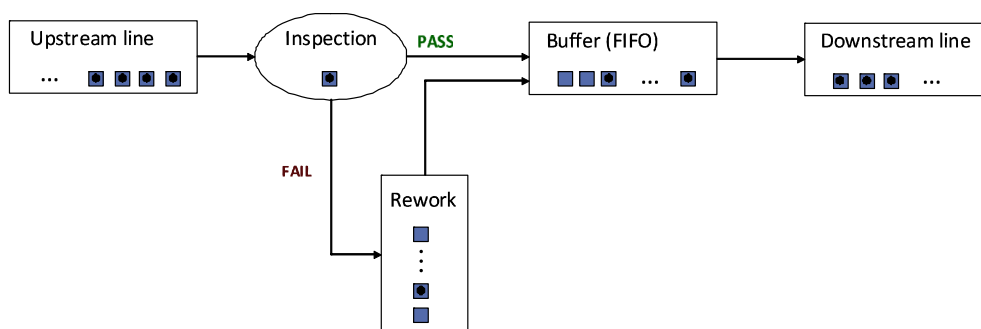 Upstream line
...
Inspection
PASS
Buffer (FIFO)
...
Downstream line
...
FAIL
Rework